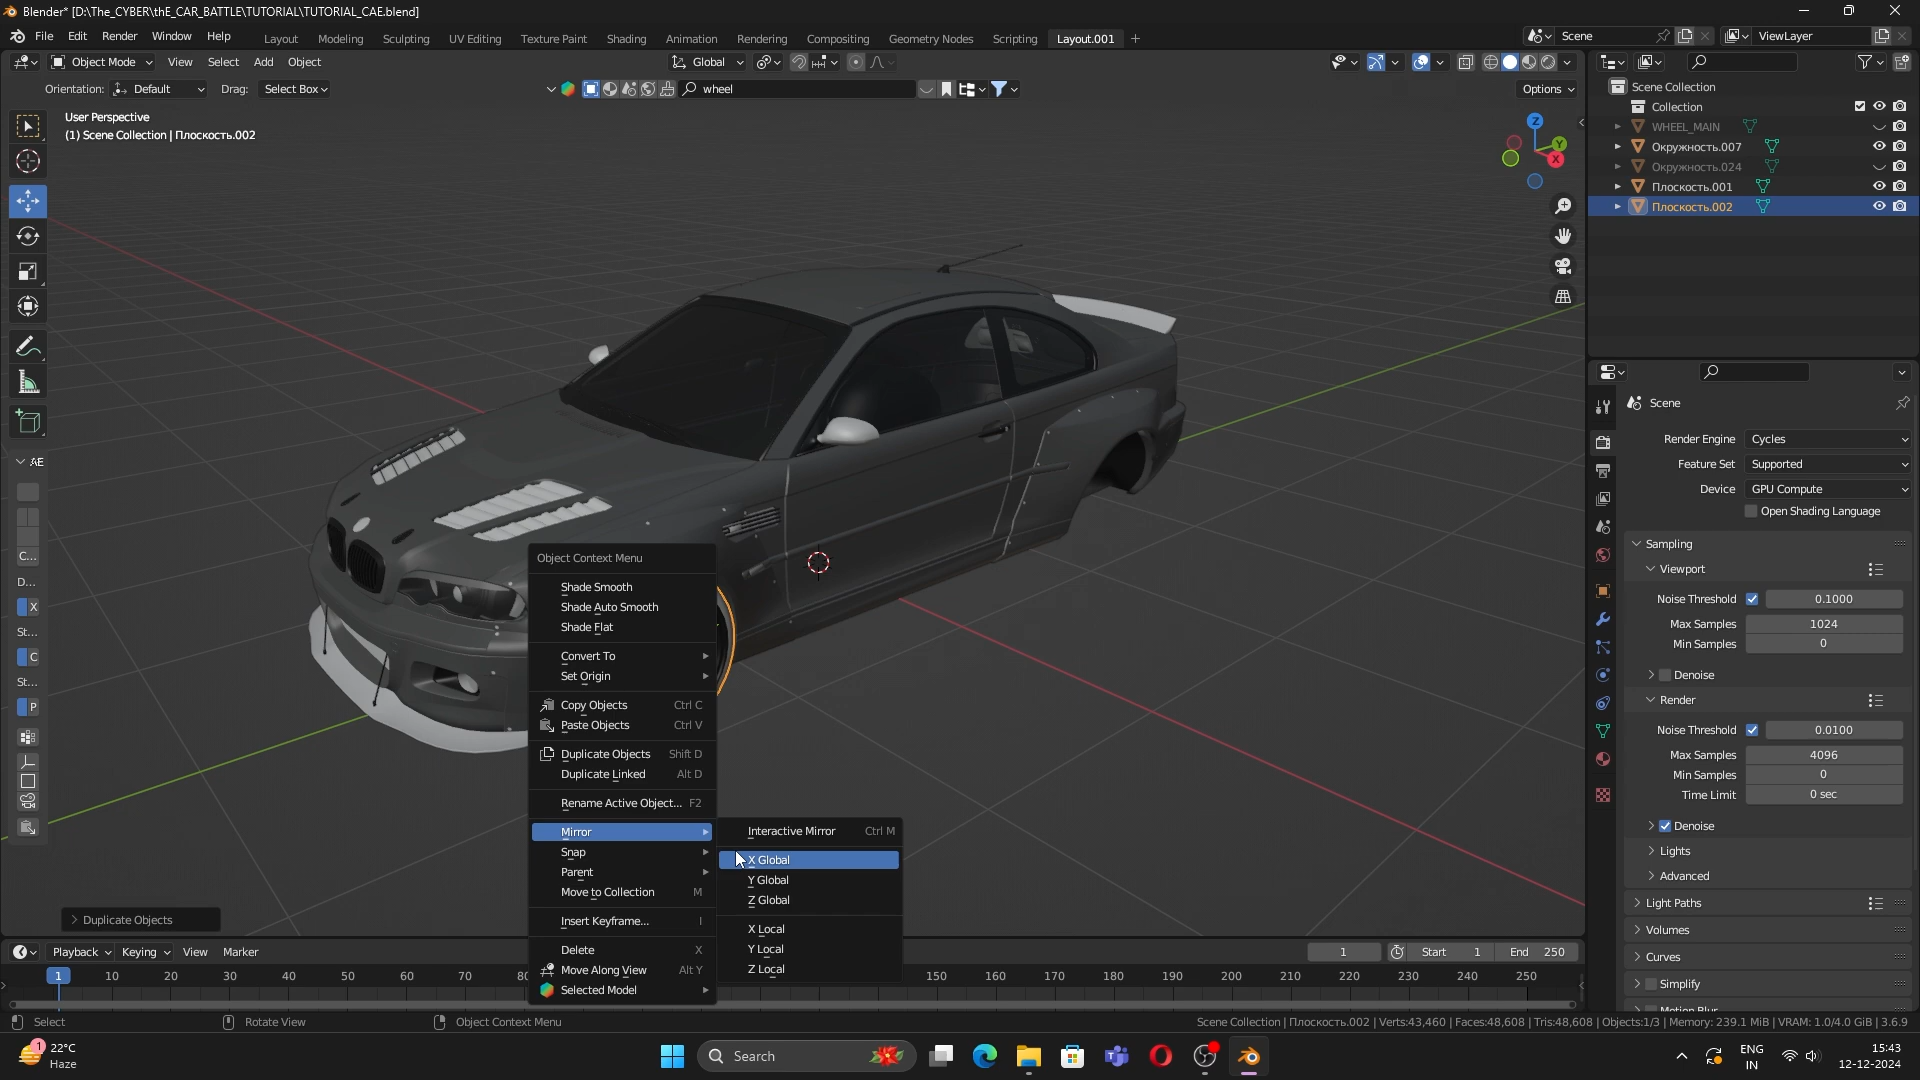 Blender* [D:\The_CYBER\thE_CAR_BATTLE\TUTORIAL\TUTORIAL_CAE.blend]
File Edit Render Window Help
Layout Modeling Sculpting UV Editing Texture Paint Shading Animation Rendering Compositing Geometry Nodes Scripting Layout.001
Scene
ViewLayer
Object Mode View Select Add Object
Global
Orientation: Default Drag: Select Box
wheel
Options
User Perspective
(1) Scene Collection | Плоскость.002
Z
Y
X
Scene Collection
Collection
WHEEL_MAIN
Окружность.007
Окружность.024
Плоскость.001
Плоскость.002
AE
C...
D...
X
St...
C
St...
P
Object Context Menu
Shade Smooth
Shade Auto Smooth
Shade Flat
Convert To
Set Origin
Copy Objects Ctrl C
Paste Objects Ctrl V
Duplicate Objects Shift D
Duplicate Linked Alt D
Rename Active Object... F2
Mirror
Snap
Parent
Move to Collection M
Insert Keyframe... I
Delete X
Move Along View Alt Y
Selected Model
Interactive Mirror Ctrl M
X Global
Y Global
Z Global
X Local
Y Local
Z Local
Duplicate Objects
Scene
Render Engine Cycles
Feature Set Supported
Device GPU Compute
Open Shading Language
Sampling
Viewport
Noise Threshold 0.1000
Max Samples 1024
Min Samples 0
Denoise
Render
Noise Threshold 0.0100
Max Samples 4096
Min Samples 0
Time Limit 0 sec
Denoise
Lights
Advanced
Light Paths
Volumes
Curves
Simplify
Motion Blur
Playback Keying View Marker
1 Start 1 End 250
1 10 20 30 40 50 60 70 80 150 160 170 180 190 200 210 220 230 240 250
Select Rotate View Object Context Menu
Scene Collection | Плоскость.002 | Verts:43,460 | Faces:48,608 | Tris:48,608 | Objects:1/3 | Memory: 239.1 MiB | VRAM: 1.0/4.0 GiB | 3.6.9
1
22°C
Haze
Search
ENG
IN
15:43
12-12-2024